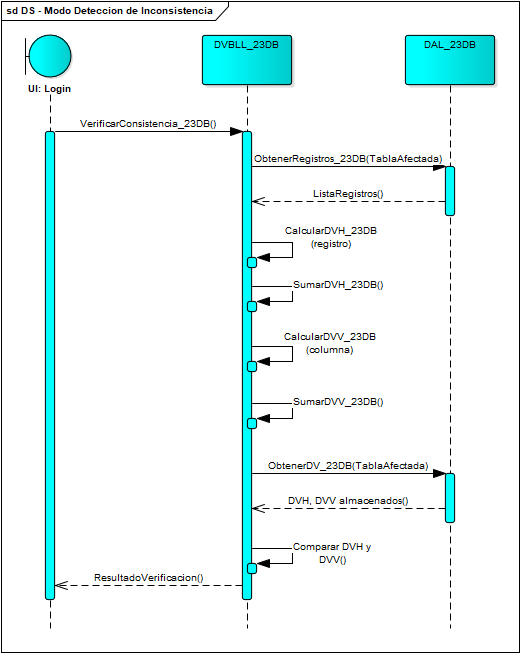 sd DS - Modo Deteccion de Inconsistencia
DVBLL_23DB
DAL_23DB
UI: Login
VerificarConsistencia_23DB()
ObtenerRegistros_23DB(TablaAfectada)
ListaRegistros()
CalcularDVH_23DB
(registro)
SumarDVH_23DB()
CalcularDVV_23DB
(columna)
SumarDVV_23DB()
ObtenerDV_23DB(TablaAfectada)
DVH, DVV almacenados()
Comparar DVH y
DVV()
ResultadoVerificacion()